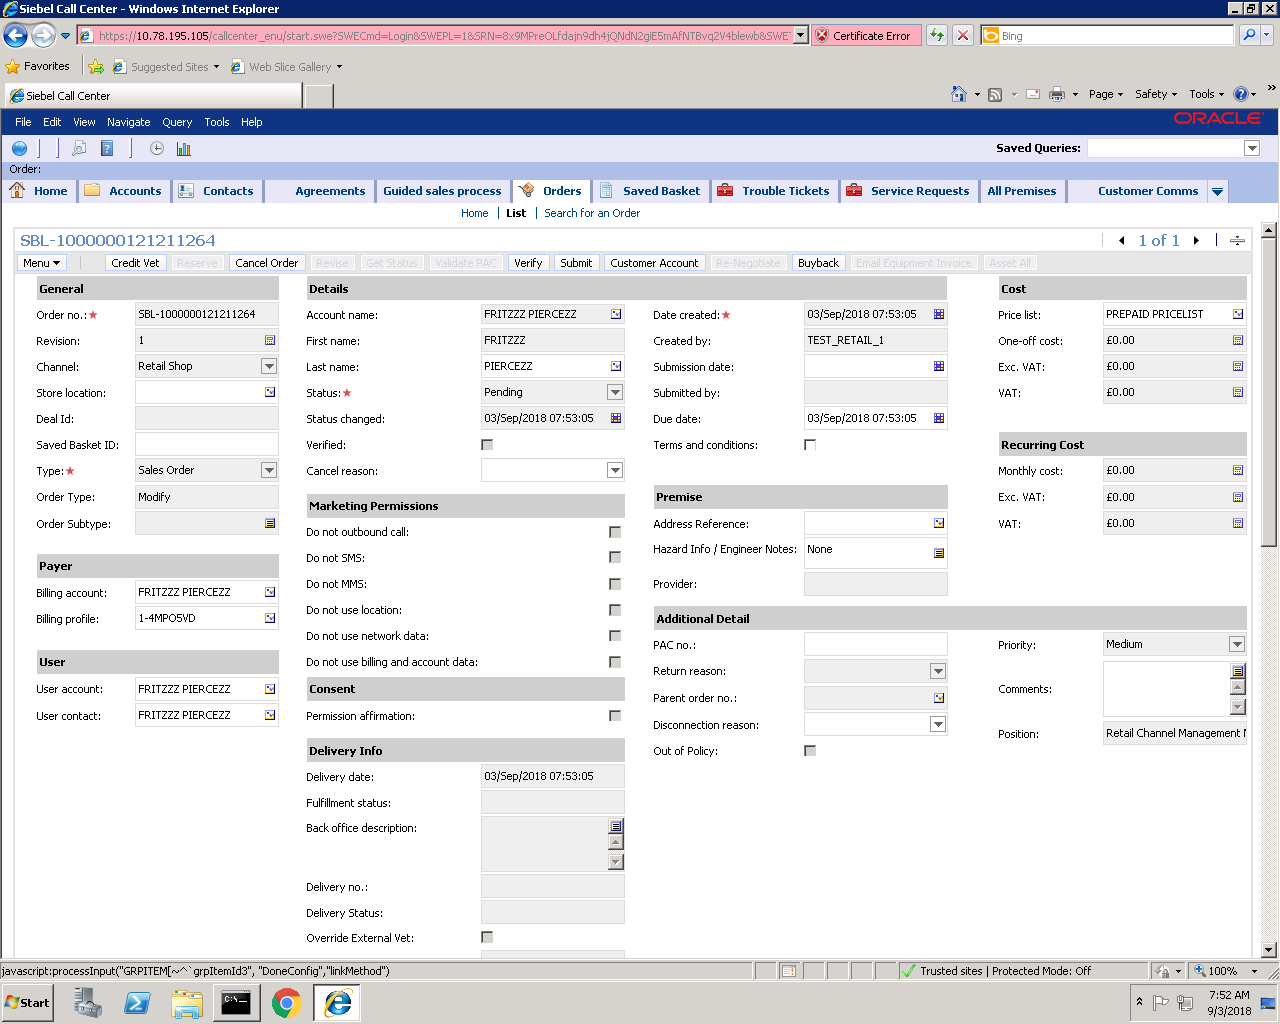 Siebel Call Center - Windows Internet Explorer
https://10.78.195.105/callcenter_enu/start.swe?SWECmd=Login&SWEPL=1&SRN=8x9MPreOLfdajn9dh4jQNdN2giE5mAfNTBvq2V4blewb&SWE
Certificate Error
Bing
Favorites
Suggested Sites
Web Slice Gallery
Siebel Call Center
Page Safety Tools
File Edit View Navigate Query Tools Help
ORACLE
Saved Queries:
Order:
Home Accounts Contacts Agreements Guided sales process Orders Saved Basket Trouble Tickets Service Requests All Premises Customer Comms
Home | List | Search for an Order
SBL-1000000121211264
1 of 1
Menu Credit Vet Reserve Cancel Order Revise Get Status Validate PAC Verify Submit Customer Account Re-Negotiate Buyback Email Equipment Invoice Asset All
General
Order no.:★ SBL-1000000121211264
Revision: 1
Channel: Retail Shop
Store location:
Deal Id:
Saved Basket ID:
Type:★ Sales Order
Order Type: Modify
Order Subtype:
Payer
Billing account: FRITZZZ PIERCEZZ
Billing profile: 1-4MPO5VD
User
User account: FRITZZZ PIERCEZZ
User contact: FRITZZZ PIERCEZZ
Details
Account name: FRITZZZ PIERCEZZ
First name: FRITZZZ
Last name: PIERCEZZ
Status:★ Pending
Status changed: 03/Sep/2018 07:53:05
Verified:
Cancel reason:
Marketing Permissions
Do not outbound call:
Do not SMS:
Do not MMS:
Do not use location:
Do not use network data:
Do not use billing and account data:
Consent
Permission affirmation:
Delivery Info
Delivery date: 03/Sep/2018 07:53:05
Fulfillment status:
Back office description:
Delivery no.:
Delivery Status:
Override External Vet:
Date created:★ 03/Sep/2018 07:53:05
Created by: TEST_RETAIL_1
Submission date:
Submitted by:
Due date: 03/Sep/2018 07:53:05
Terms and conditions:
Premise
Address Reference:
Hazard Info / Engineer Notes: None
Provider:
Additional Detail
PAC no.:
Return reason:
Parent order no.:
Disconnection reason:
Out of Policy:
Cost
Price list: PREPAID PRICELIST
One-off cost: £0.00
Exc. VAT: £0.00
VAT: £0.00
Recurring Cost
Monthly cost: £0.00
Exc. VAT: £0.00
VAT: £0.00
Priority: Medium
Comments:
Position: Retail Channel Management
javascript:processInput("GRPITEM[~^`grpItemId3", "DoneConfig","linkMethod")
Trusted sites | Protected Mode: Off
100%
Start
7:52 AM
9/3/2018